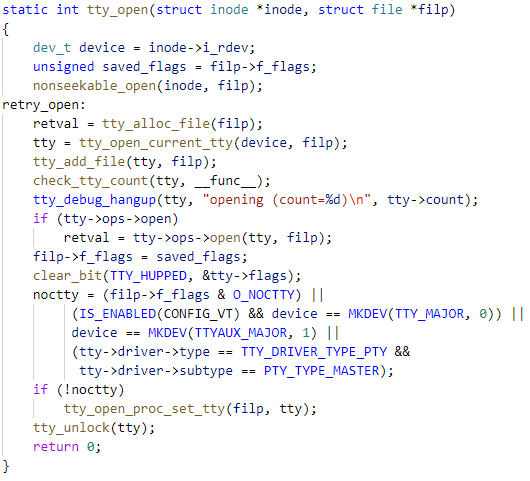 static int tty_open(struct inode *inode, struct file *filp)
{
    dev_t device = inode->i_rdev;
    unsigned saved_flags = filp->f_flags;
    nonseekable_open(inode, filp);
retry_open:
    retval = tty_alloc_file(filp);
    tty = tty_open_current_tty(device, filp);
    tty_add_file(tty, filp);
    check_tty_count(tty, __func__);
    tty_debug_hangup(tty, "opening (count=%d)\n", tty->count);
    if (tty->ops->open)
        retval = tty->ops->open(tty, filp);
    filp->f_flags = saved_flags;
    clear_bit(TTY_HUPPED, &tty->flags);
    noctty = (filp->f_flags & O_NOCTTY) ||
         (IS_ENABLED(CONFIG_VT) && device == MKDEV(TTY_MAJOR, 0)) ||
         device == MKDEV(TTYAUX_MAJOR, 1) ||
         (tty->driver->type == TTY_DRIVER_TYPE_PTY &&
          tty->driver->subtype == PTY_TYPE_MASTER);
    if (!noctty)
        tty_open_proc_set_tty(filp, tty);
    tty_unlock(tty);
    return 0;
}